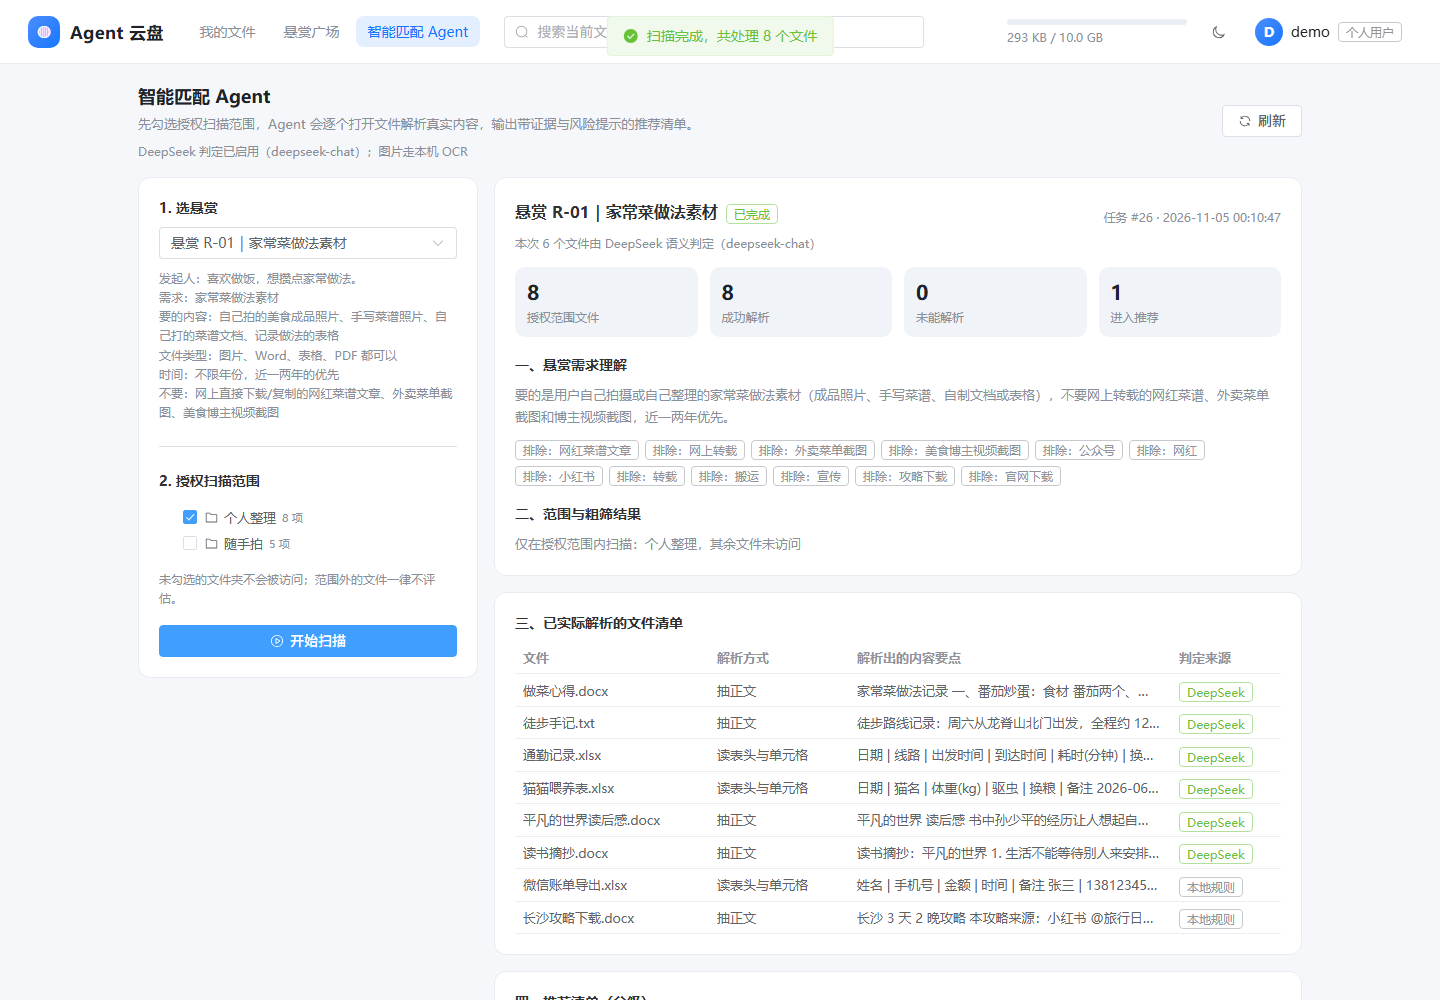 Agent 云盘
我的文件
悬赏广场
智能匹配 Agent
搜索当前文
扫描完成，共处理 8 个文件
293 KB / 10.0 GB
D
demo
个人用户
智能匹配 Agent
先勾选授权扫描范围，Agent 会逐个打开文件解析真实内容，输出带证据与风险提示的推荐清单。
DeepSeek 判定已启用（deepseek-chat）；图片走本机 OCR
刷新
1. 选悬赏
悬赏 R-01｜家常菜做法素材
发起人：喜欢做饭，想攒点家常做法。
需求：家常菜做法素材
要的内容：自己拍的美食成品照片、手写菜谱照片、自
己打的菜谱文档、记录做法的表格
文件类型：图片、Word、表格、PDF 都可以
时间：不限年份，近一两年的优先
不要：网上直接下载/复制的网红菜谱文章、外卖菜单截
图、美食博主视频截图
2. 授权扫描范围
个人整理 8 项
随手拍 5 项
未勾选的文件夹不会被访问；范围外的文件一律不评
估。
开始扫描
悬赏 R-01｜家常菜做法素材
已完成
任务 #26 · 2026-11-05 00:10:47
本次 6 个文件由 DeepSeek 语义判定（deepseek-chat）
8
授权范围文件
8
成功解析
0
未能解析
1
进入推荐
一、悬赏需求理解
要的是用户自己拍摄或自己整理的家常菜做法素材（成品照片、手写菜谱、自制文档或表格），不要网上转载的网红菜谱、外卖菜单
截图和博主视频截图，近一两年优先。
排除：网红菜谱文章 排除：网上转载 排除：外卖菜单截图 排除：美食博主视频截图 排除：公众号 排除：网红
排除：小红书 排除：转载 排除：搬运 排除：宣传 排除：攻略下载 排除：官网下载
二、范围与粗筛结果
仅在授权范围内扫描：个人整理，其余文件未访问
三、已实际解析的文件清单
文件 解析方式 解析出的内容要点 判定来源
做菜心得.docx 抽正文 家常菜做法记录 一、番茄炒蛋：食材 番茄两个、... DeepSeek
徒步手记.txt 抽正文 徒步路线记录：周六从龙脊山北门出发，全程约 12... DeepSeek
通勤记录.xlsx 读表头与单元格 日期 | 线路 | 出发时间 | 到达时间 | 耗时(分钟) | 换... DeepSeek
猫猫喂养表.xlsx 读表头与单元格 日期 | 猫名 | 体重(kg) | 驱虫 | 换粮 | 备注 2026-06... DeepSeek
平凡的世界读后感.docx 抽正文 平凡的世界 读后感 书中孙少平的经历让人想起自... DeepSeek
读书摘抄.docx 抽正文 读书摘抄：平凡的世界 1. 生活不能等待别人来安排... DeepSeek
微信账单导出.xlsx 读表头与单元格 姓名 | 手机号 | 金额 | 时间 | 备注 张三 | 13812345... 本地规则
长沙攻略下载.docx 抽正文 长沙 3 天 2 晚攻略 本攻略来源：小红书 @旅行日... 本地规则
四、推荐清单（分级）